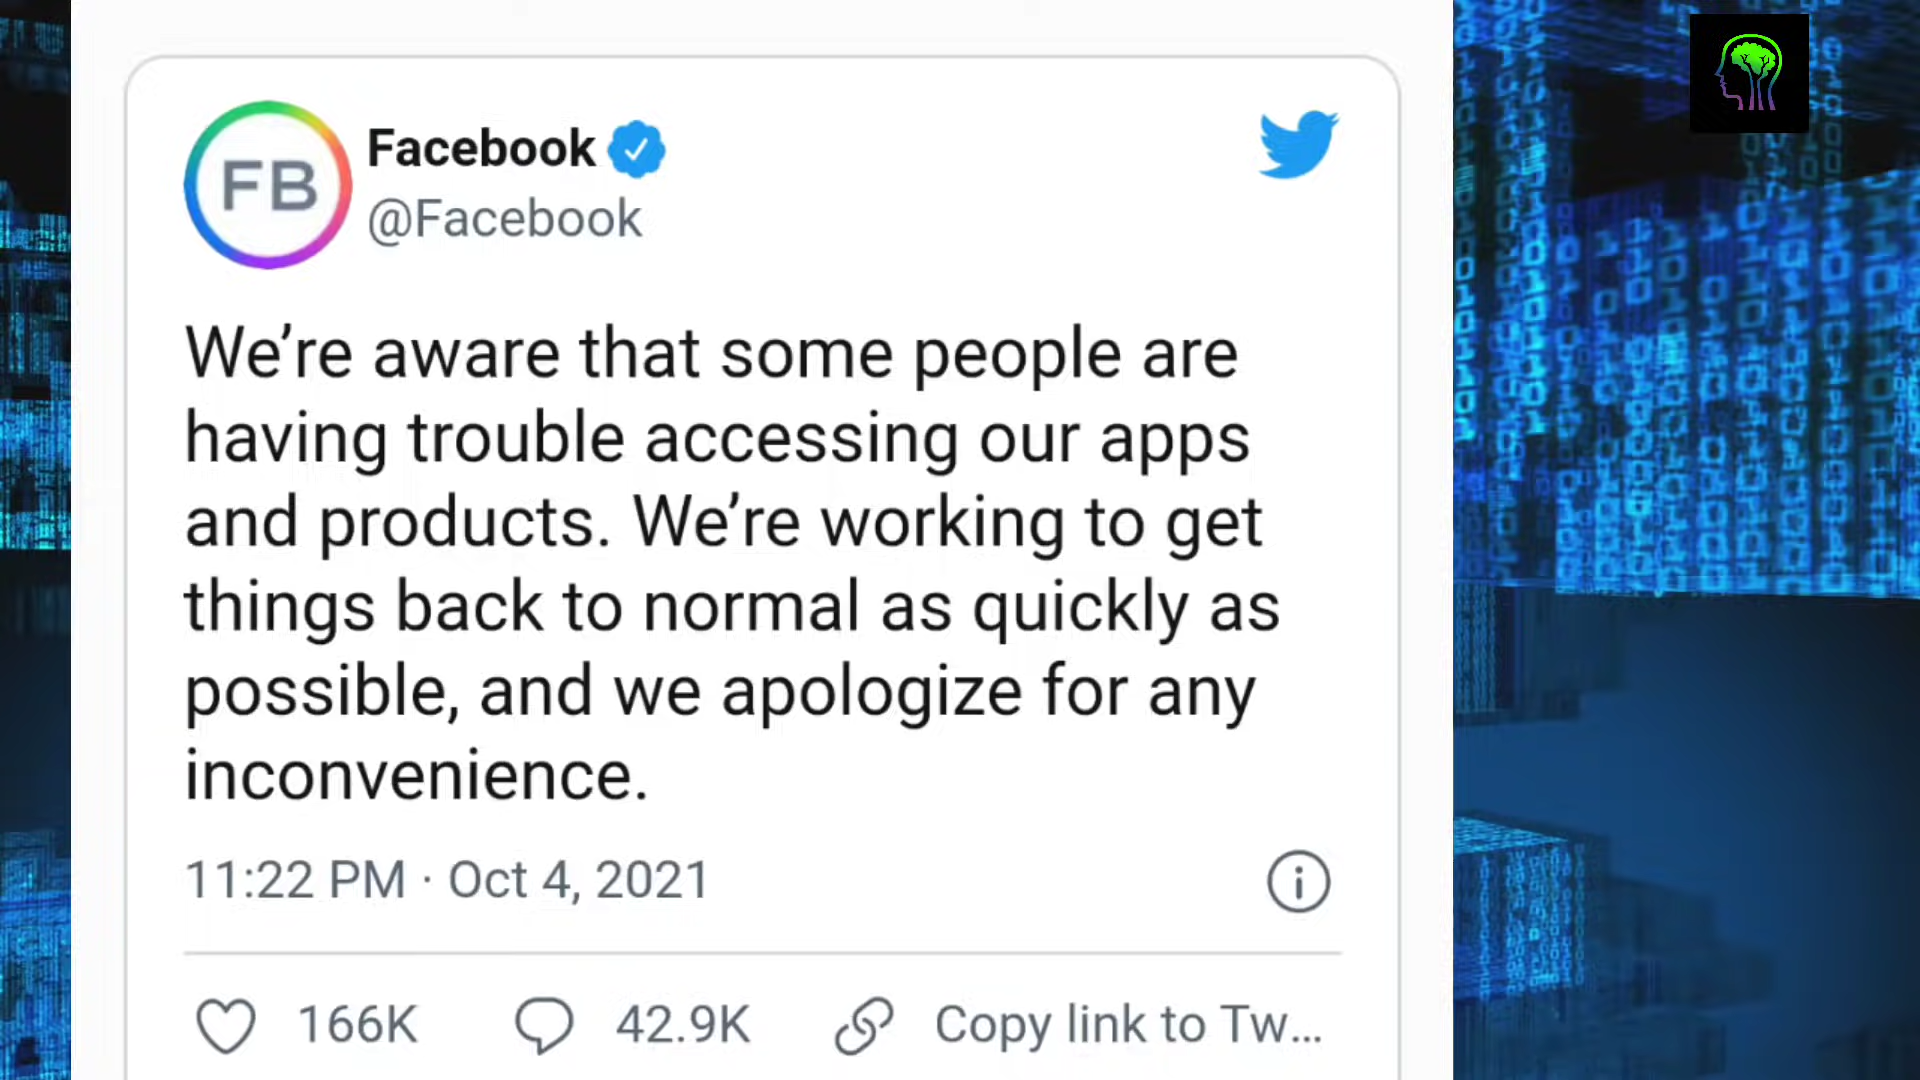 FB
Facebook
@Facebook
We’re aware that some people are
having trouble accessing our apps
and products. We’re working to get
things back to normal as quickly as
possible, and we apologize for any
inconvenience.
11:22 PM · Oct 4, 2021
166K 42.9K Copy link to Tw...